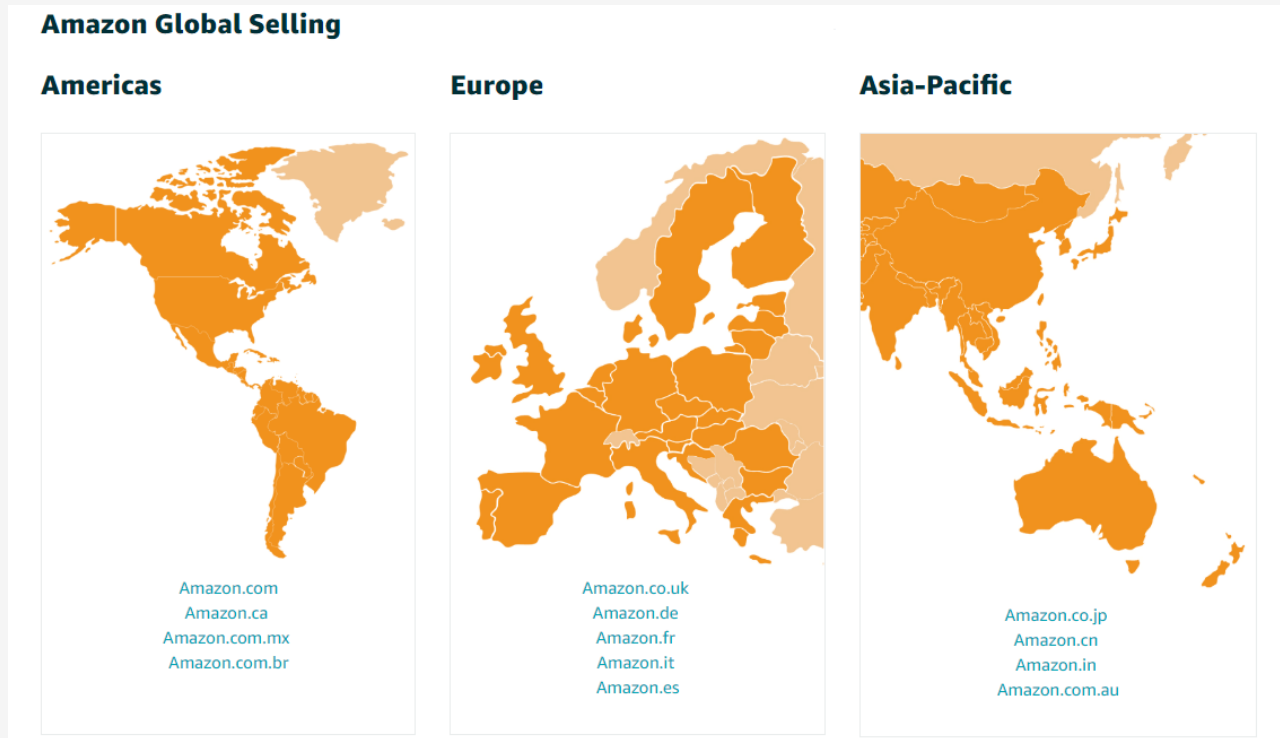 Amazon Global Selling
Americas
Amazon.com
Amazon.ca
Amazon.com.mx
Amazon.com.br
Europe
Amazon.co.uk
Amazon.de
Amazon.fr
Amazon.it
Amazon.es
Asia-Pacific
Amazon.co.jp
Amazon.cn
Amazon.in
Amazon.com.au